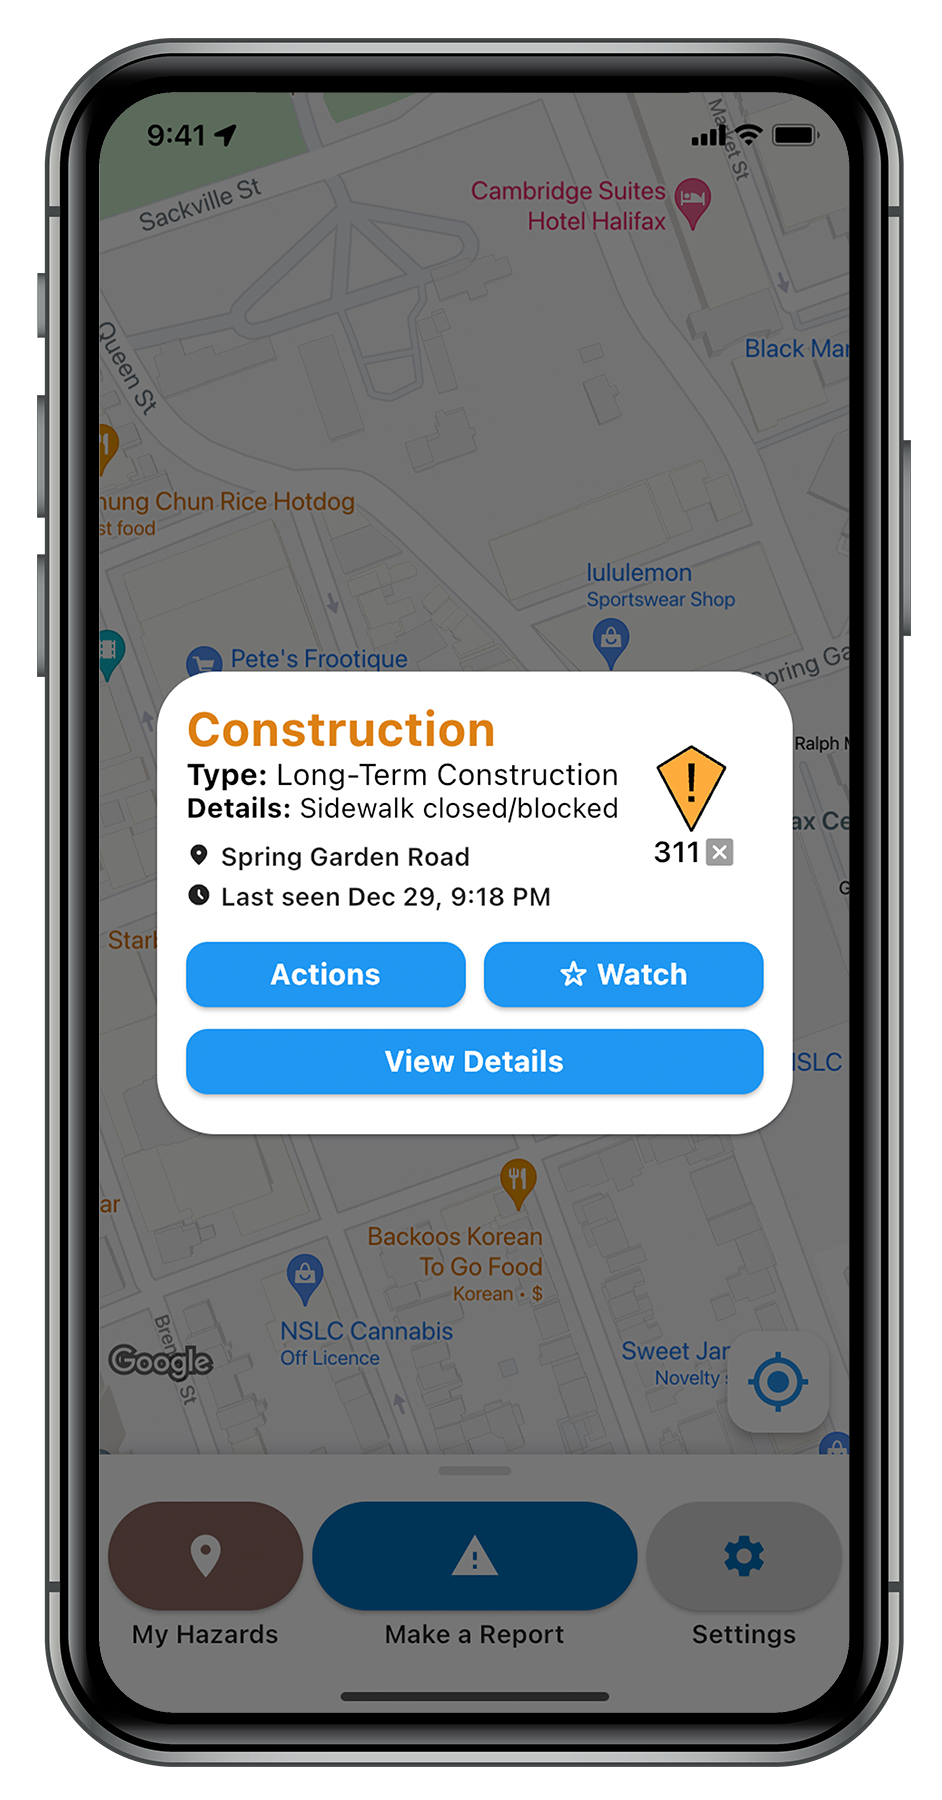 9:41
Market St
Sackville St
Cambridge Suites
Hotel Halifax
Queen St
Black Mar
hung Chun Rice Hotdog
st food
lululemon
Sportswear Shop
Pete's Frootique
Spring Ga
Construction
Type: Long-Term Construction
Details: Sidewalk closed/blocked
!
311
Ralph
ax Ce
Spring Garden Road
G
Last seen Dec 29, 9:18 PM
Starb
Actions
Watch
View Details
NSLC
ar
Backoos Korean
To Go Food
Korean • $
NSLC Cannabis
Off Licence
Bren
St
Google
Sweet Jar
Novelty s
My Hazards
Make a Report
Settings